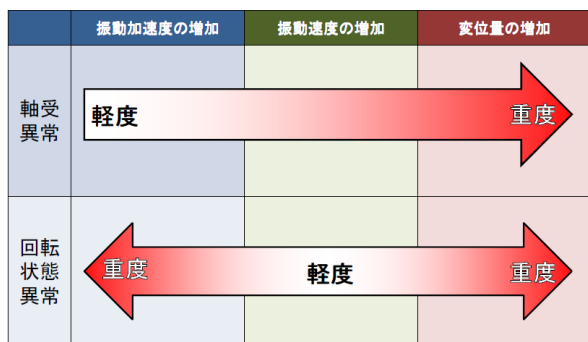 振動加速度の増加
振動速度の増加
変位量の増加
軸受
異常
軽度
重度
回転
状態
異常
重度
軽度
重度